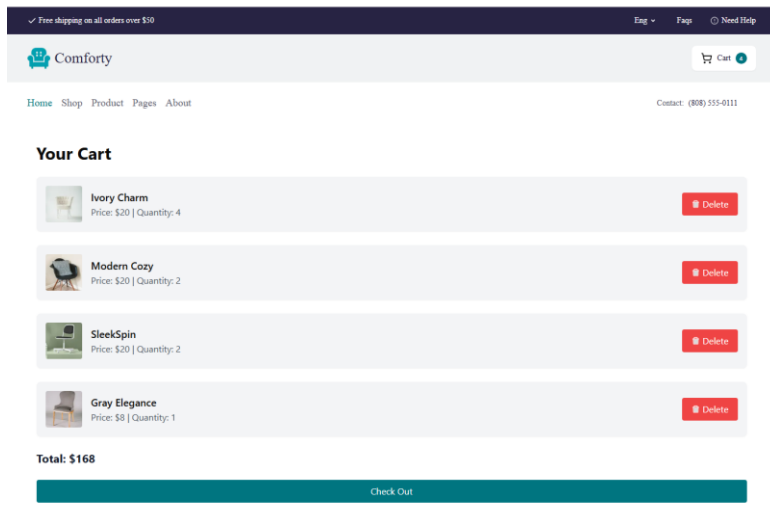 Free shipping on all orders over $50
Eng
Faqs
Need Help
Comforty
Cart 4
Home Shop Product Pages About
Contact: (808) 555-0111
Your Cart
Ivory Charm
Price: $20 | Quantity: 4
Delete
Modern Cozy
Price: $20 | Quantity: 2
Delete
SleekSpin
Price: $20 | Quantity: 2
Delete
Gray Elegance
Price: $8 | Quantity: 1
Delete
Total: $168
Check Out